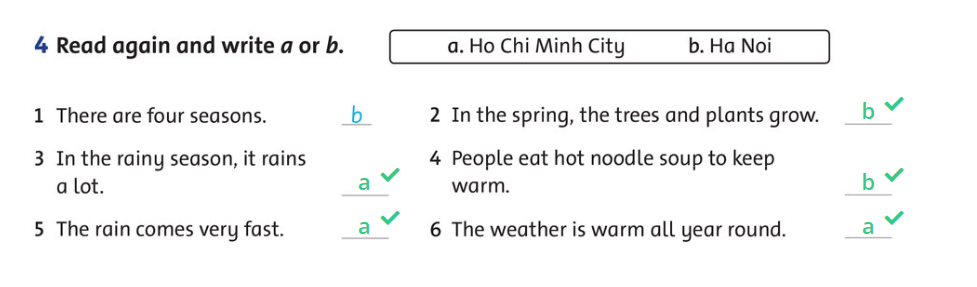 4 Read again and write a or b.
a. Ho Chi Minh City b. Ha Noi
1 There are four seasons. b
2 In the spring, the trees and plants grow. b ✓
3 In the rainy season, it rains
a lot. a ✓
4 People eat hot noodle soup to keep
warm. b ✓
5 The rain comes very fast. a ✓
6 The weather is warm all year round. a ✓